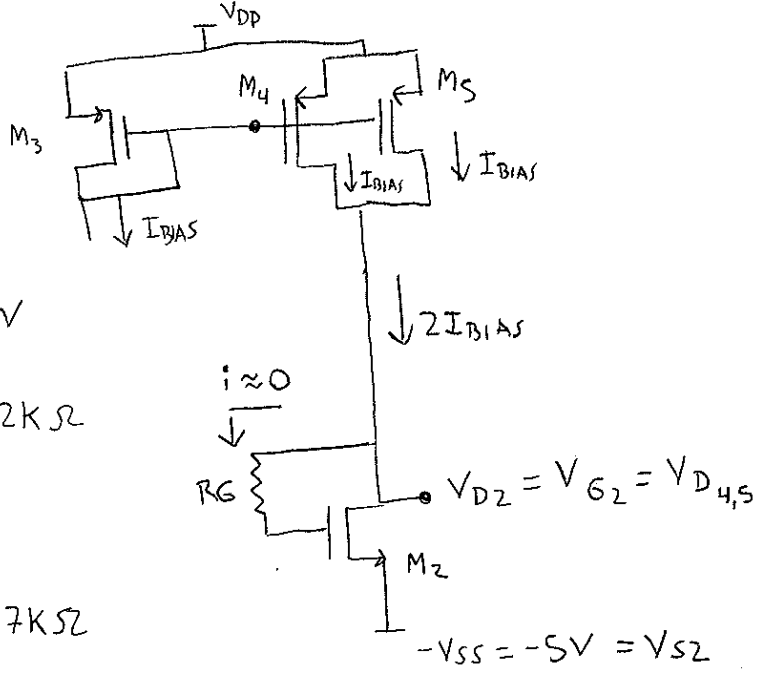 VDD
M4
M5
M3
IBIAS
IBIAS
IBIAS
V
2IBIAS
i≈0
2KΩ
RG
VD2 = VG2 = VD4,5
M2
7KΩ
-VSS = -5V = VS2